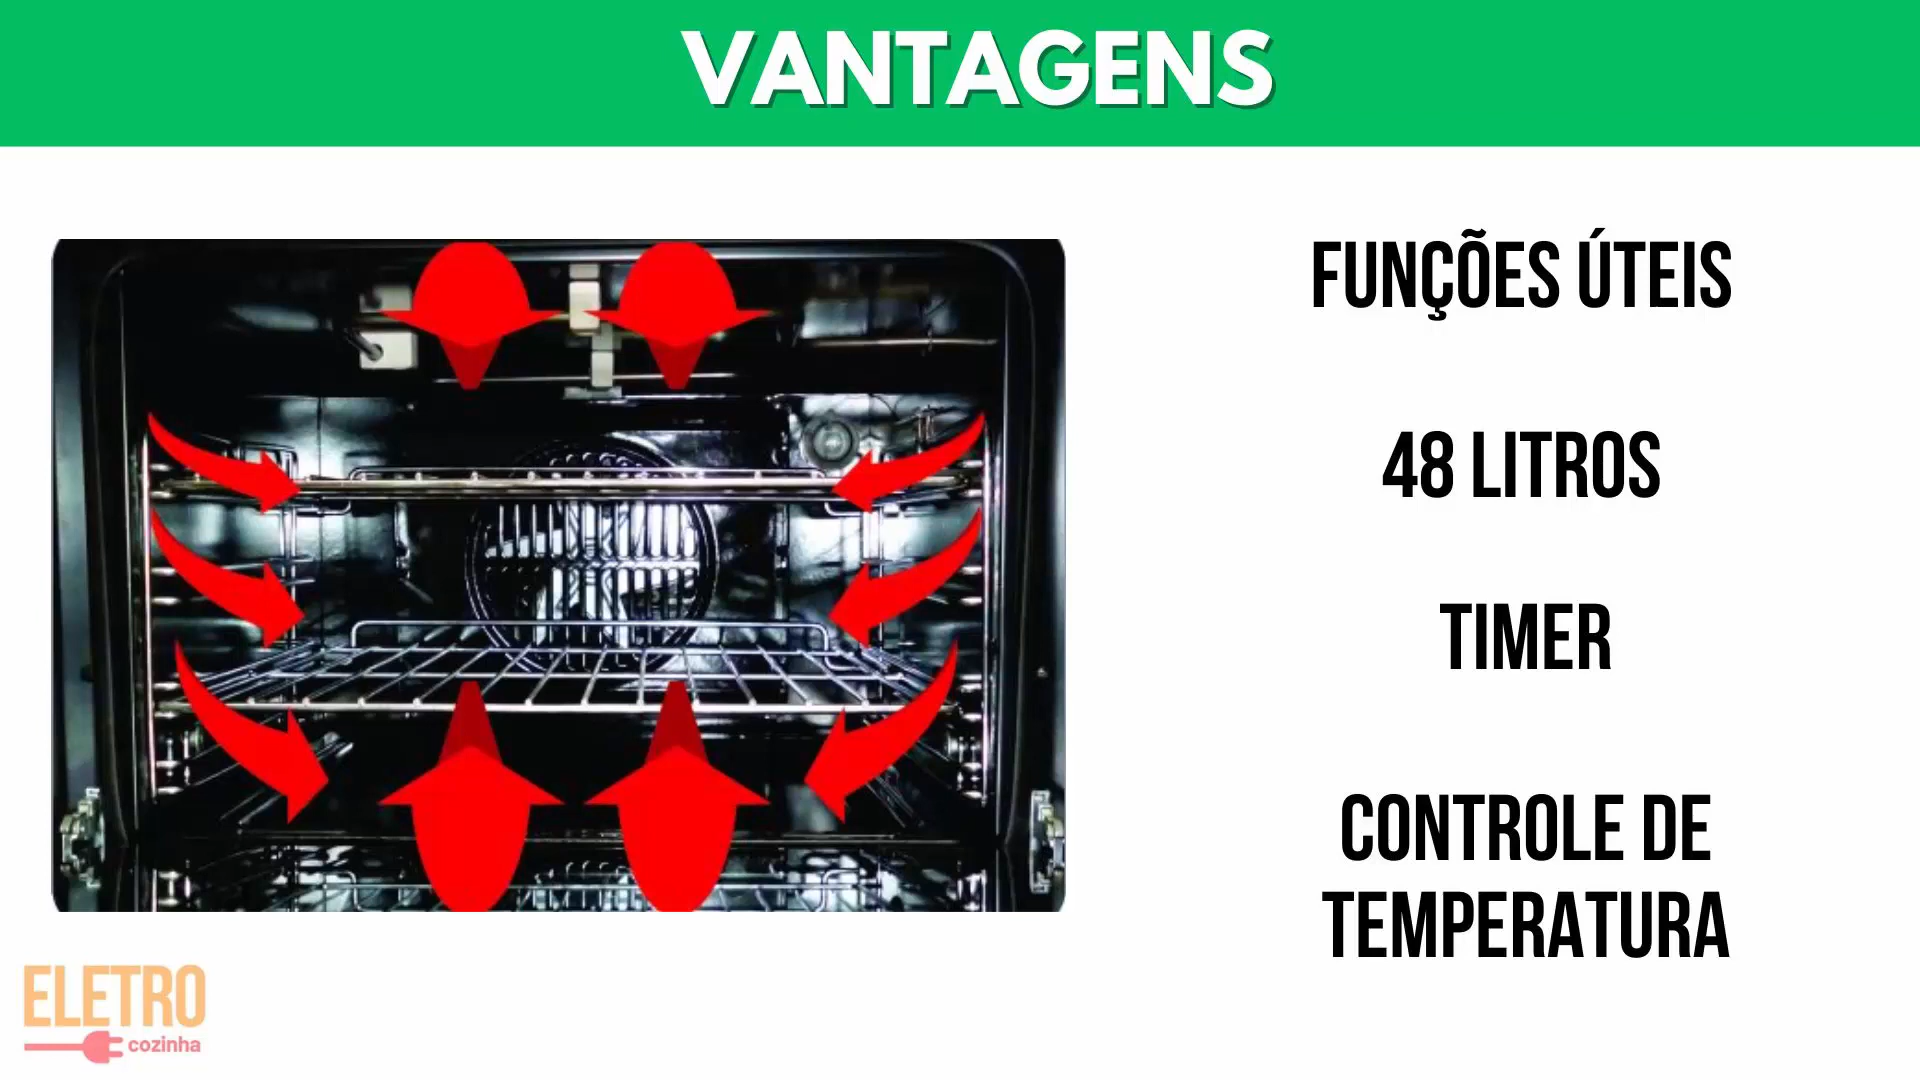 VANTAGENS
FUNÇÕES ÚTEIS
48 LITROS
TIMER
CONTROLE DE
TEMPERATURA
ELETRO
cozinha